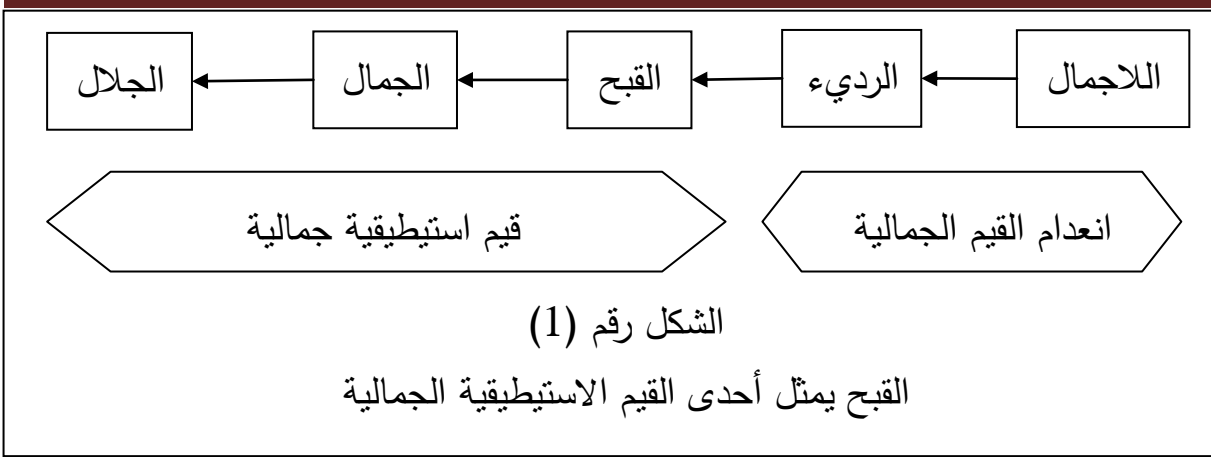 اللاجمال الرديء القبح الجمال الجلال
انعدام القيم الجمالية قيم استيطيقية جمالية
الشكل رقم (1)
القبح يمثل أحدى القيم الاستيطيقية الجمالية